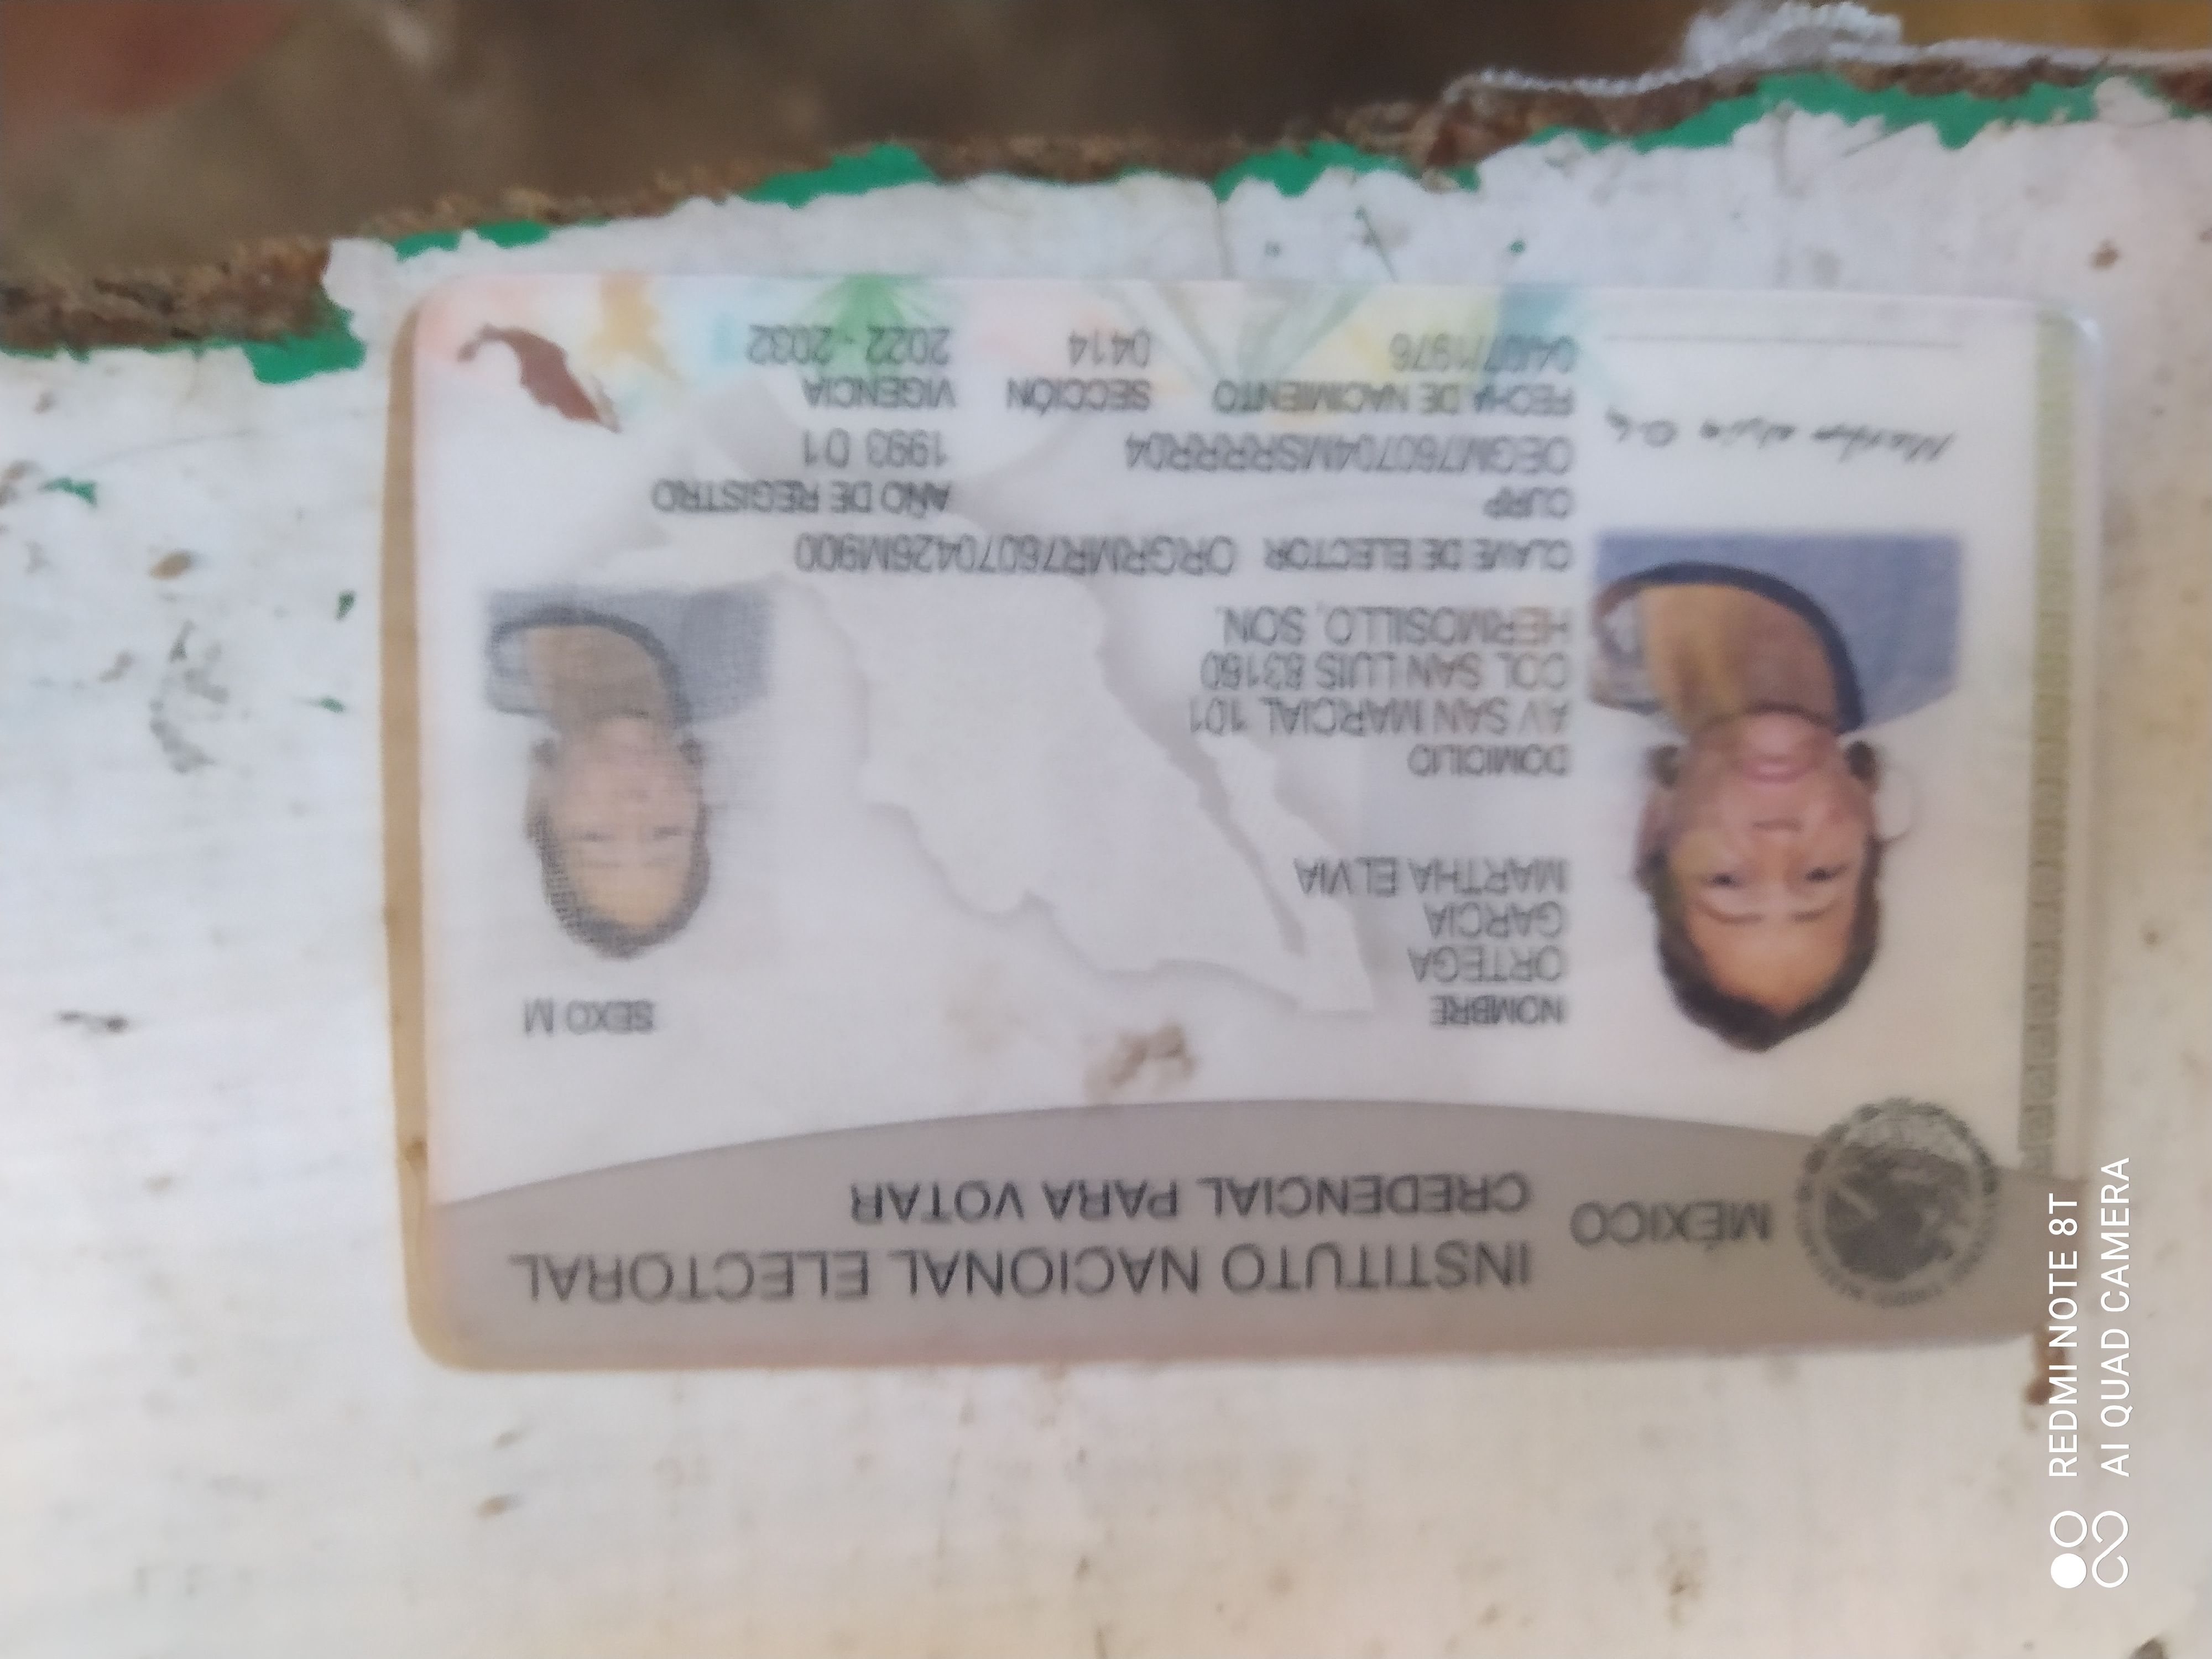 MÉXICO INSTITUTO NACIONAL ELECTORAL
CREDENCIAL PARA VOTAR
NOMBRE
ORTEGA
GARCIA
MARTHA ELVIA
SEXO M
DOMICILIO
AV SAN MARCIAL 101
COL SAN LUIS 83160
HERMOSILLO, SON.
CLAVE DE ELECTOR ORGRMR76070426M900
CURP
OEGM760704MSRRRR04
AÑO DE REGISTRO
1993 01
FECHA DE NACIMIENTO
04/07/1976
SECCIÓN
0414
VIGENCIA
2022 - 2032
REDMI NOTE 8T
AI QUAD CAMERA